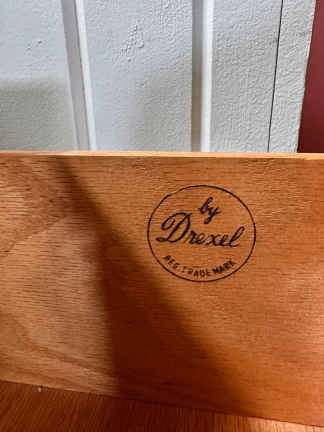 by
Drexel
REG. TRADE MARK